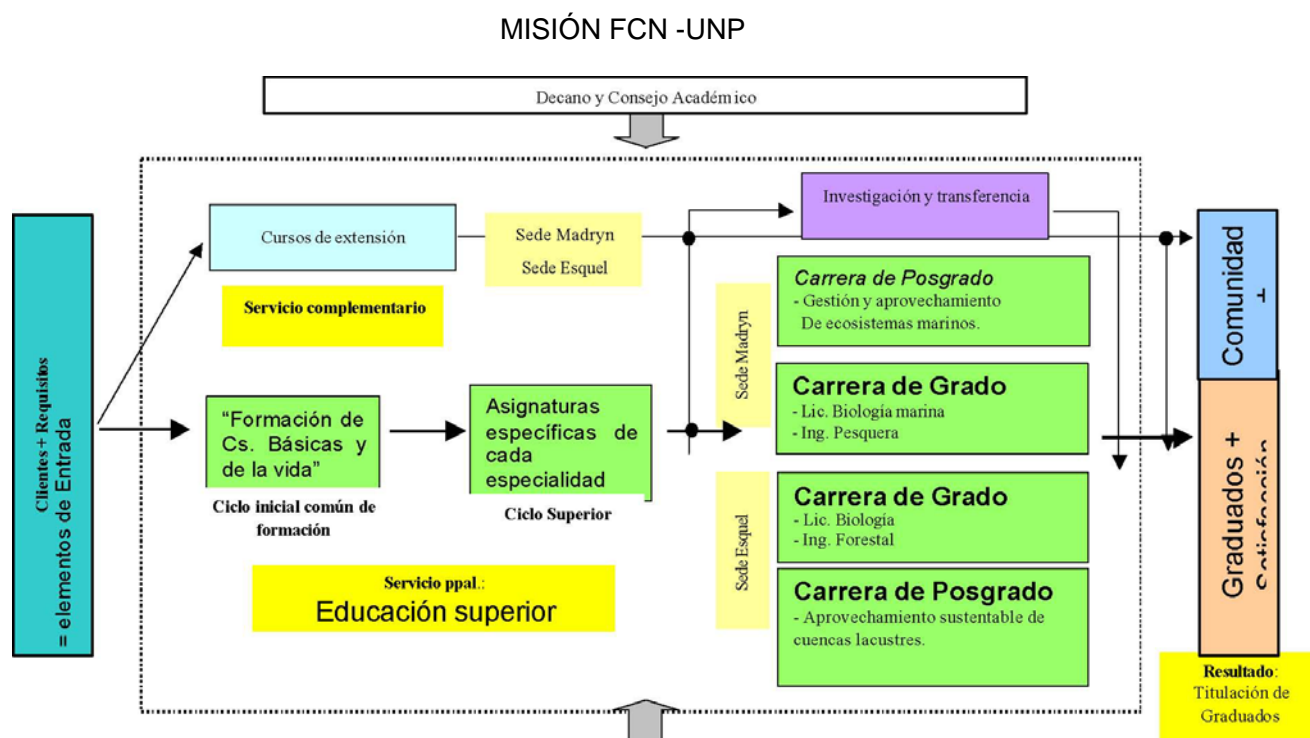 MISIÓN FCN -UNP
Decano y Consejo Académico
Clientes + Requisitos
= elementos de Entrada
Cursos de extensión
Sede Madryn
Sede Esquel
Servicio complementario
Investigación y transferencia
Sede Madryn
Carrera de Posgrado
- Gestión y aprovechamiento
De ecosistemas marinos.
Carrera de Grado
- Lic. Biología marina
- Ing. Pesquera
"Formación de
Cs. Básicas y
de la vida"
Ciclo inicial común de
formación
Asignaturas
específicas de
cada
especialidad
Ciclo Superior
Sede Esquel
Carrera de Grado
- Lic. Biología
- Ing. Forestal
Carrera de Posgrado
- Aprovechamiento sustentable de
cuencas lacustres.
Servicio ppal.:
Educación superior
Comunidad
+
Graduados +
Satisfacción
Resultado:
Titulación de
Graduados